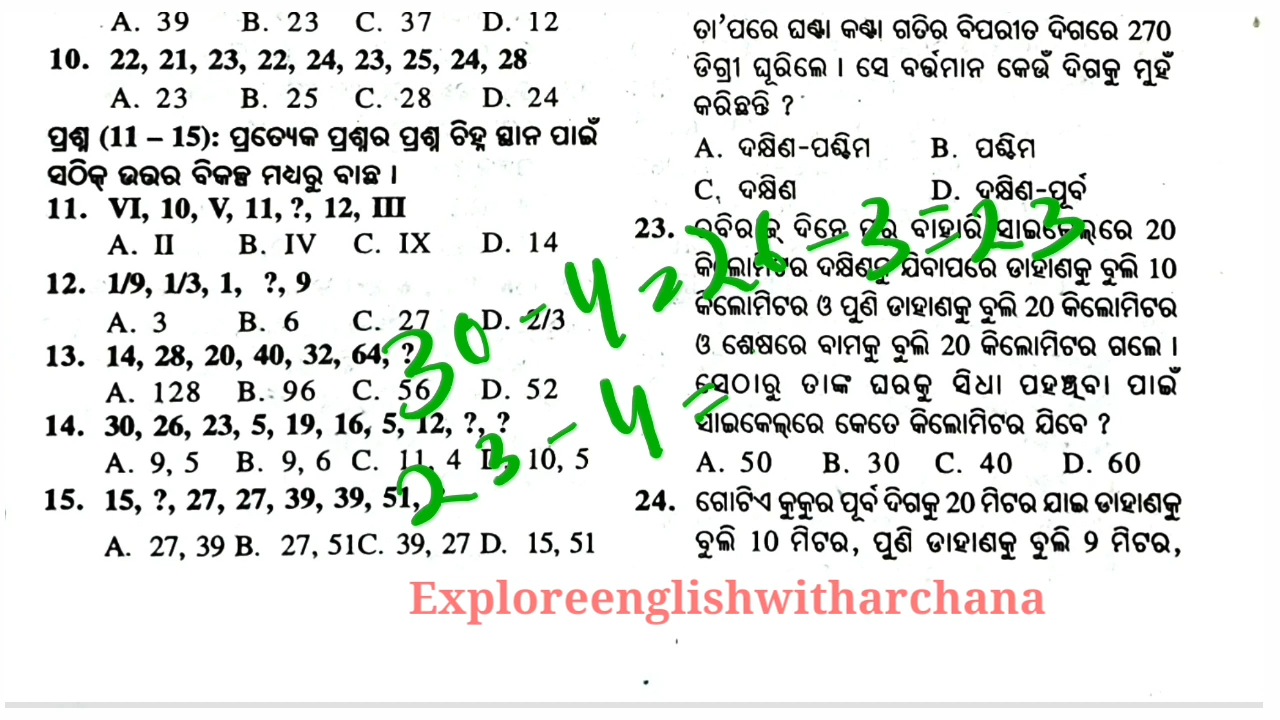 A. 39 B. 23 C. 37 D. 12
10. 22, 21, 23, 22, 24, 23, 25, 24, 28
A. 23 B. 25 C. 28 D. 24
ପ୍ରଶ୍ନ (11 – 15): ପ୍ରତ୍ୟେକ ପ୍ରଶ୍ନର ପ୍ରଶ୍ନ ଚିହ୍ନ ସ୍ଥାନ ପାଇଁ
ସଠିକ୍ ଉତ୍ତର ବିକଳ୍ପ ମଧ୍ୟରୁ ବାଛ ।
11. VI, 10, V, 11, ?, 12, III
A. II B. IV C. IX D. 14
12. 1/9, 1/3, 1, ?, 9
A. 3 B. 6 C. 27 D. 2/3
13. 14, 28, 20, 40, 32, 64, ?
A. 128 B. 96 C. 56 D. 52
14. 30, 26, 23, 5, 19, 16, 5, 12, ?, ?
A. 9, 5 B. 9, 6 C. 11, 4 D. 10, 5
15. 15, ?, 27, 27, 39, 39, 51,
A. 27, 39 B. 27, 51 C. 39, 27 D. 15, 51
ତା'ପରେ ଘଣ୍ଟା କଣ୍ଟା ଗତିର ବିପରୀତ ଦିଗରେ 270
ଡିଗ୍ରୀ ଘୂରିଲେ । ସେ ବର୍ତ୍ତମାନ କେଉଁ ଦିଗକୁ ମୁହଁ
କରିଛନ୍ତି ?
A. ଦକ୍ଷିଣ-ପଶ୍ଚିମ B. ପଶ୍ଚିମ
C. ଦକ୍ଷିଣ D. ଦକ୍ଷିଣ-ପୂର୍ବ
23. ଦିନେ ବାହାରି ସାଇକେଲ୍‌ରେ 20
କିଲୋମିଟର ଦକ୍ଷିଣକୁ ଯିବାପରେ ଡାହାଣକୁ ବୁଲି 10
କିଲୋମିଟର ଓ ପୁଣି ଡାହାଣକୁ ବୁଲି 20 କିଲୋମିଟର
ଓ ଶେଷରେ ବାମକୁ ବୁଲି 20 କିଲୋମିଟର ଗଲେ ।
ସେଠାରୁ ତାଙ୍କ ଘରକୁ ସିଧା ପହଞ୍ଚିବା ପାଇଁ
ସାଇକେଲ୍‌ରେ କେତେ କିଲୋମିଟର ଯିବେ ?
A. 50 B. 30 C. 40 D. 60
24. ଗୋଟିଏ କୁକୁର ପୂର୍ବ ଦିଗକୁ 20 ମିଟର ଯାଇ ଡାହାଣକୁ
ବୁଲି 10 ମିଟର, ପୁଣି ଡାହାଣକୁ ବୁଲି 9 ମିଟର,
30 - 4 = 26 - 3 = 23
23 - 4 =
Exploreenglishwitharchana